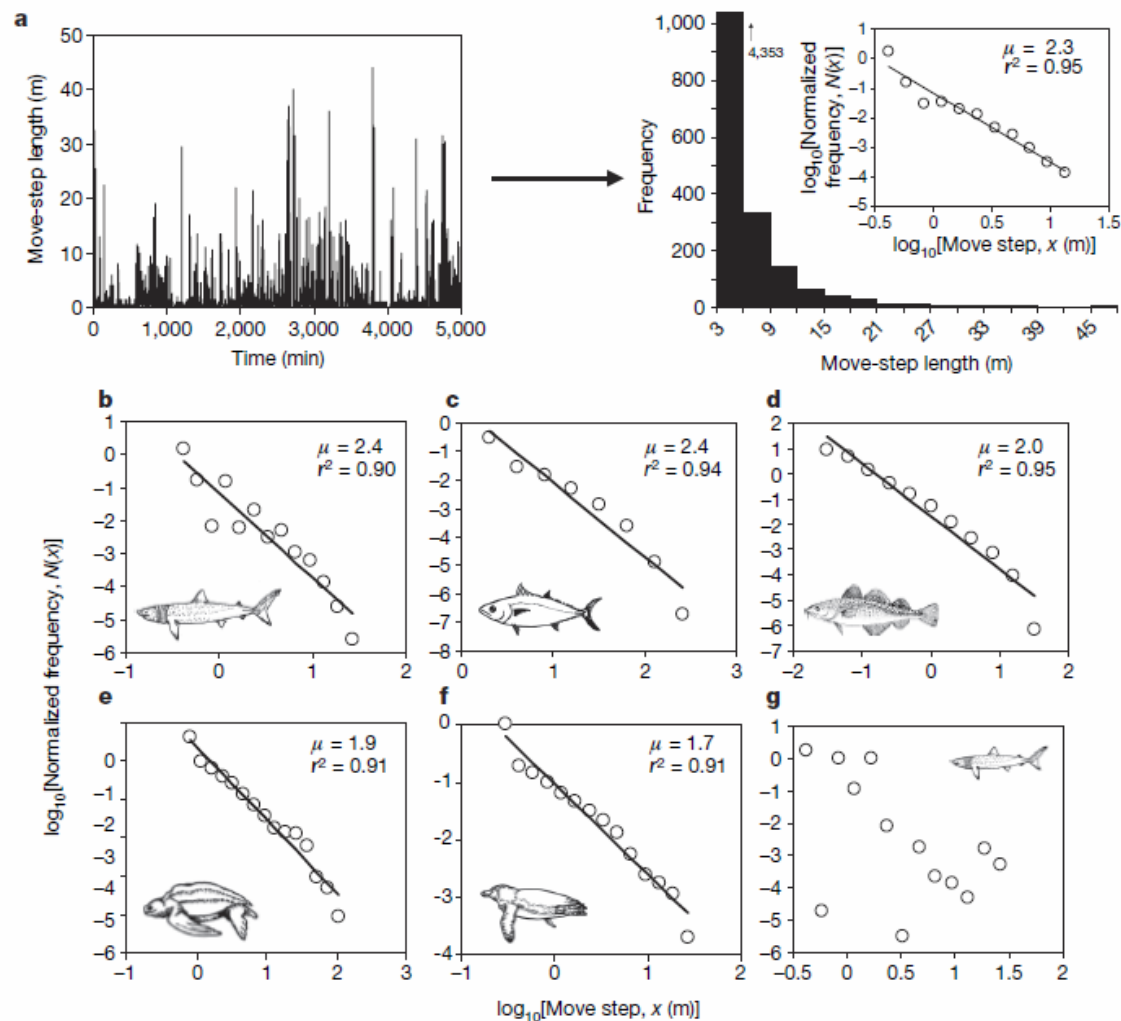 a
50
40
30
20
10
0
Move-step length (m)
0 1,000 2,000 3,000 4,000 5,000
Time (min)
1,000
800
600
400
200
0
Frequency
4,353
3 9 15 21 27 33 39 45
Move-step length (m)
log10[Normalized
frequency, N(x)]
1
0
−1
−2
−3
−4
−5
μ = 2.3
r² = 0.95
−0.5 0 0.5 1.0 1.5
log10[Move step, x (m)]
log10[Normalized frequency, N(x)]
b
1
0
−1
−2
−3
−4
−5
−6
μ = 2.4
r² = 0.90
−1 0 1 2
c
0
−1
−2
−3
−4
−5
−6
−7
−8
μ = 2.4
r² = 0.94
0 1 2 3
d
2
1
0
−1
−2
−3
−4
−5
−6
−7
μ = 2.0
r² = 0.95
−2 −1 0 1 2
e
1
0
−1
−2
−3
−4
−5
−6
μ = 1.9
r² = 0.91
−1 0 1 2 3
f
0
−1
−2
−3
−4
μ = 1.7
r² = 0.91
−1 0 1 2
g
1
0
−1
−2
−3
−4
−5
−6
−0.5 0 0.5 1 1.5 2
log10[Move step, x (m)]